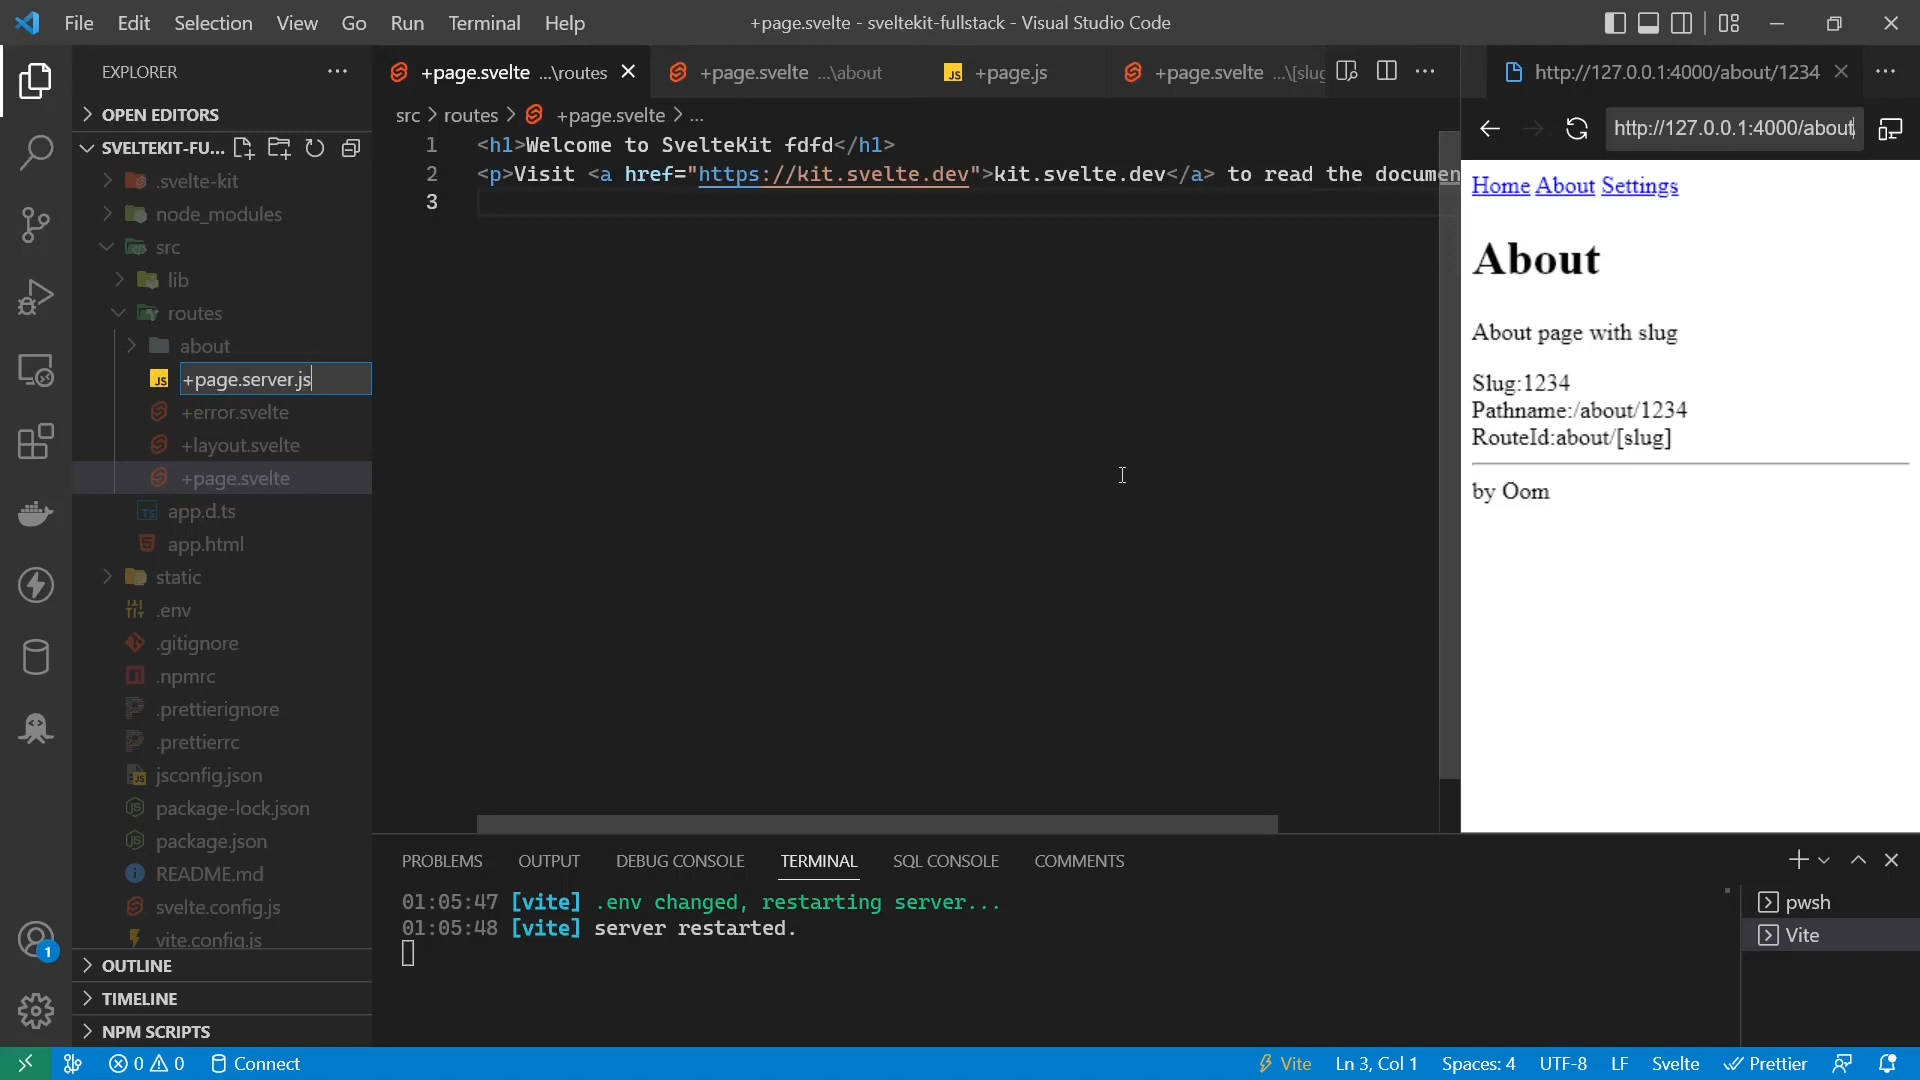 File Edit Selection View Go Run Terminal Help
+page.svelte - sveltekit-fullstack - Visual Studio Code
EXPLORER
OPEN EDITORS
SVELTEKIT-FU...
.svelte-kit
node_modules
src
lib
routes
about
+page.server.js
+error.svelte
+layout.svelte
+page.svelte
app.d.ts
app.html
static
.env
.gitignore
.npmrc
.prettierignore
.prettierrc
jsconfig.json
package-lock.json
package.json
README.md
svelte.config.js
vite.config.js
OUTLINE
TIMELINE
NPM SCRIPTS
+page.svelte ...\routes
+page.svelte ...\about
+page.js
+page.svelte ...\[slug
src > routes > +page.svelte > ...
1 <h1>Welcome to SvelteKit fdfd</h1>
2 <p>Visit <a href="https://kit.svelte.dev">kit.svelte.dev</a> to read the documen
3
http://127.0.0.1:4000/about/1234
http://127.0.0.1:4000/about
Home About Settings
About
About page with slug
Slug:1234
Pathname:/about/1234
RouteId:about/[slug]
by Oom
PROBLEMS OUTPUT DEBUG CONSOLE TERMINAL SQL CONSOLE COMMENTS
01:05:47 [vite] .env changed, restarting server...
01:05:48 [vite] server restarted.
pwsh
Vite
1
0 0 Connect
Vite Ln 3, Col 1 Spaces: 4 UTF-8 LF Svelte Prettier